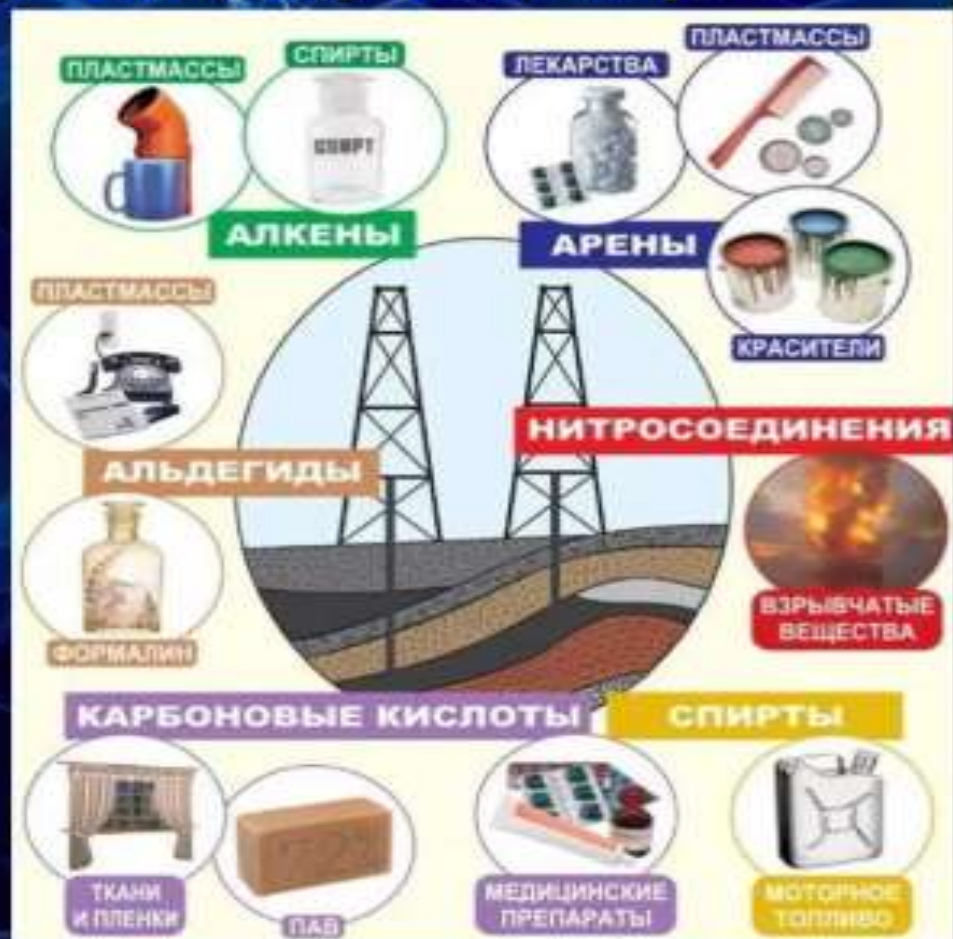 ПЛАСТМАССЫ
СПИРТЫ
СПИРТ
АЛКЕНЫ
ЛЕКАРСТВА
ПЛАСТМАССЫ
АРЕНЫ
КРАСИТЕЛИ
ПЛАСТМАССЫ
АЛЬДЕГИДЫ
ФОРМАЛИН
НИТРОСОЕДИНЕНИЯ
ВЗРЫВЧАТЫЕ
ВЕЩЕСТВА
КАРБОНОВЫЕ КИСЛОТЫ
СПИРТЫ
ТКАНИ
И ПЛЕНКИ
72%
ПАВ
МЕДИЦИНСКИЕ
ПРЕПАРАТЫ
МОТОРНОЕ
ТОПЛИВО